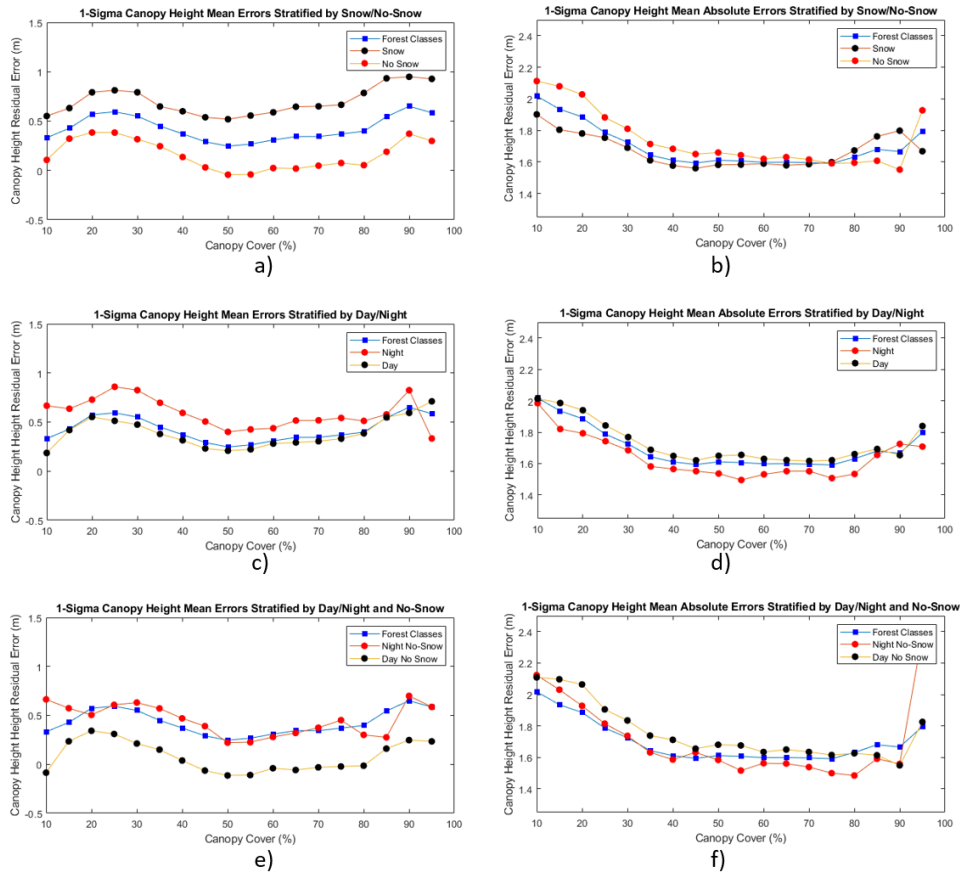 1-Sigma Canopy Height Mean Errors Stratified by Snow/No-Snow
Canopy Height Residual Error (m)
1.5
1
0.5
0
-0.5
Forest Classes
Snow
No Snow
10 20 30 40 50 60 70 80 90 100
Canopy Cover (%)
a)
1-Sigma Canopy Height Mean Absolute Errors Stratified by Snow/No-Snow
Canopy Height Residual Error (m)
2.4
2.2
2
1.8
1.6
1.4
Forest Classes
Snow
No Snow
10 20 30 40 50 60 70 80 90 100
Canopy Cover (%)
b)
1-Sigma Canopy Height Mean Errors Stratified by Day/Night
Canopy Height Residual Error (m)
1.5
1
0.5
0
-0.5
Forest Classes
Night
Day
10 20 30 40 50 60 70 80 90 100
Canopy Cover (%)
c)
1-Sigma Canopy Height Mean Absolute Errors Stratified by Day/Night
Canopy Height Residual Error (m)
2.4
2.2
2
1.8
1.6
1.4
Forest Classes
Night
Day
10 20 30 40 50 60 70 80 90 100
Canopy Cover (%)
d)
1-Sigma Canopy Height Mean Errors Stratified by Day/Night and No-Snow
Canopy Height Height Residual Error (m)
1.5
1
0.5
0
-0.5
Forest Classes
Night No-Snow
Day No Snow
10 20 30 40 50 60 70 80 90 100
Canopy Cover (%)
e)
1-Sigma Canopy Height Mean Absolute Errors Stratified by Day/Night and No-Snow
Canopy Height Residual Error (m)
2.4
2.2
2
1.8
1.6
1.4
Forest Classes
Night No-Snow
Day No Snow
10 20 30 40 50 60 70 80 90 100
Canopy Cover (%)
f)